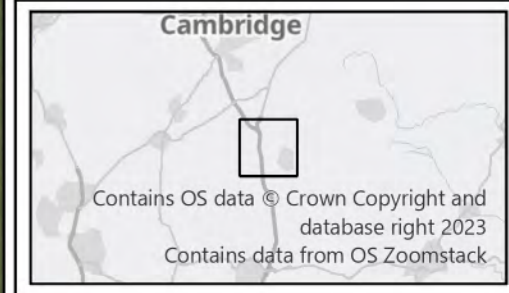 Cambridge
Contains OS data © Crown Copyright and
database right 2023
Contains data from OS Zoomstack